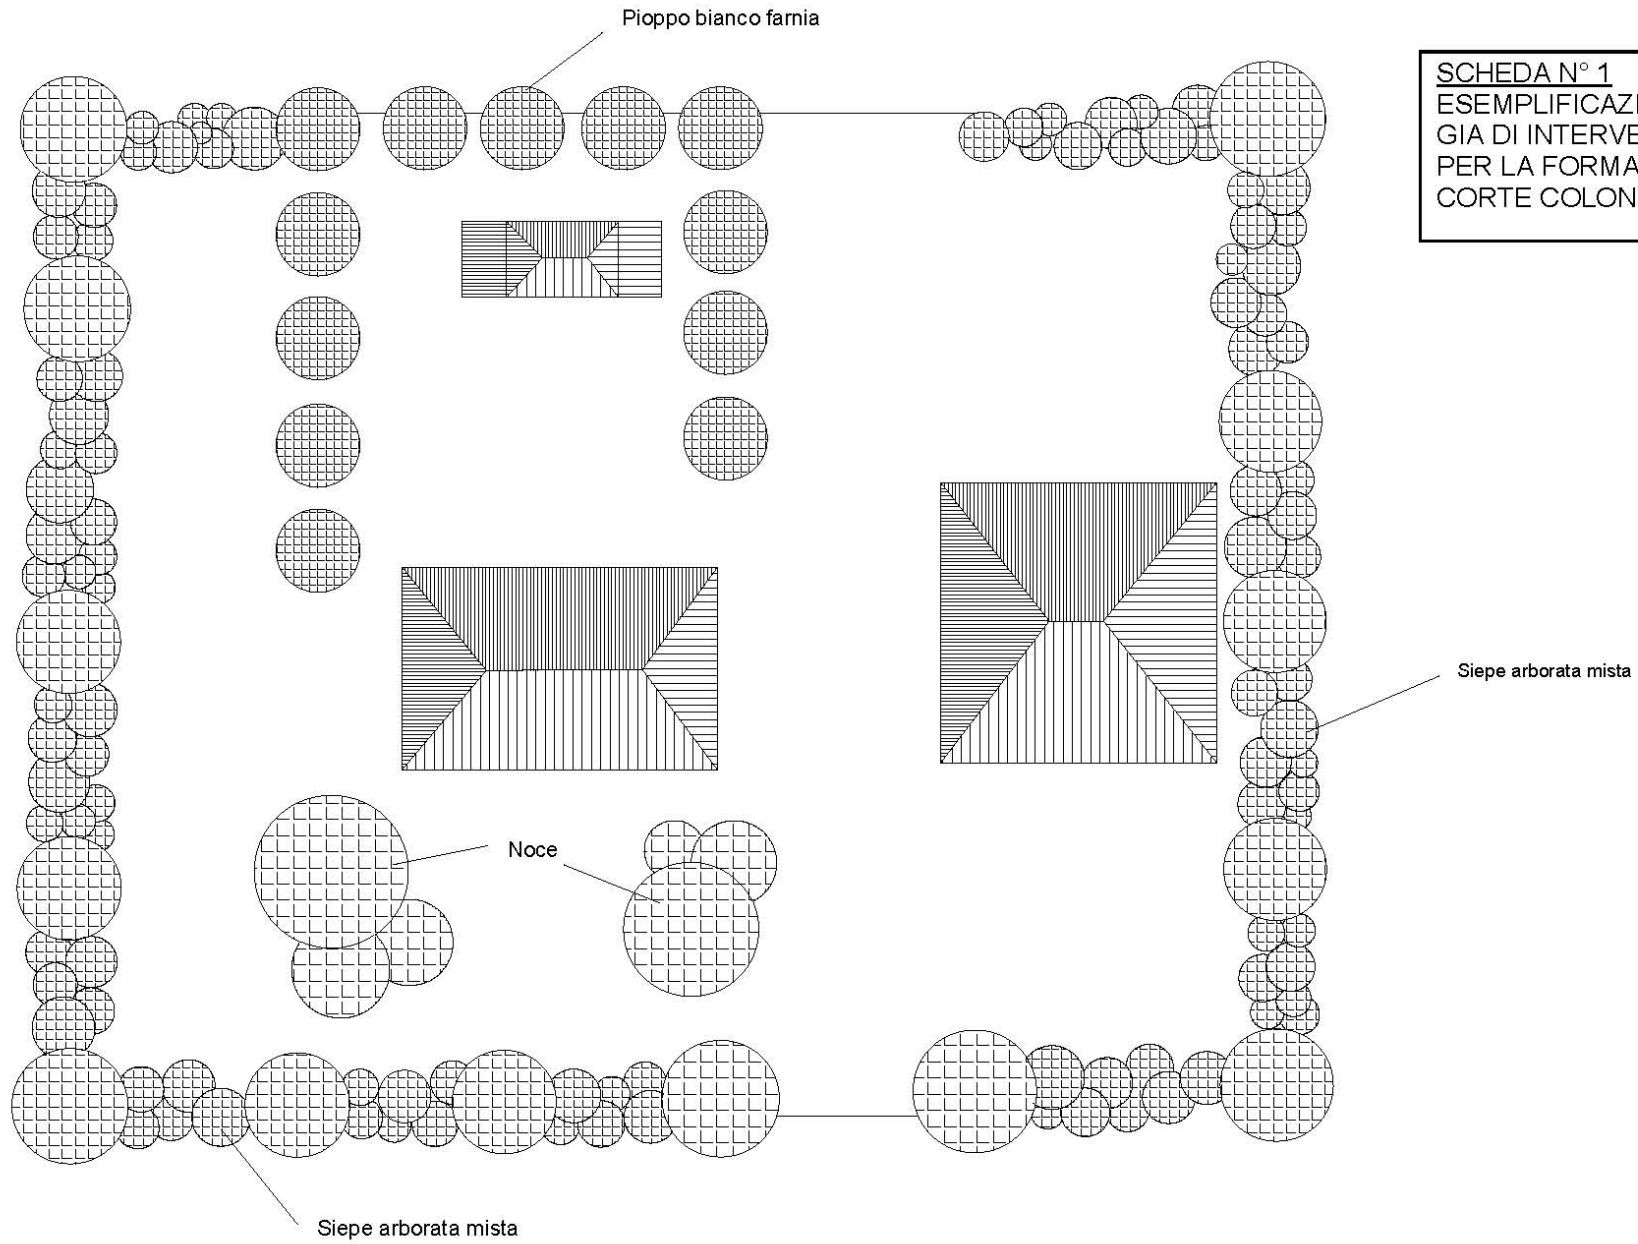 Pioppo bianco farnia
SCHEDA N° 1
ESEMPLIFICAZI
GIA DI INTERVE
PER LA FORMA
CORTE COLON
Siepe arborata mista
Noce
Siepe arborata mista